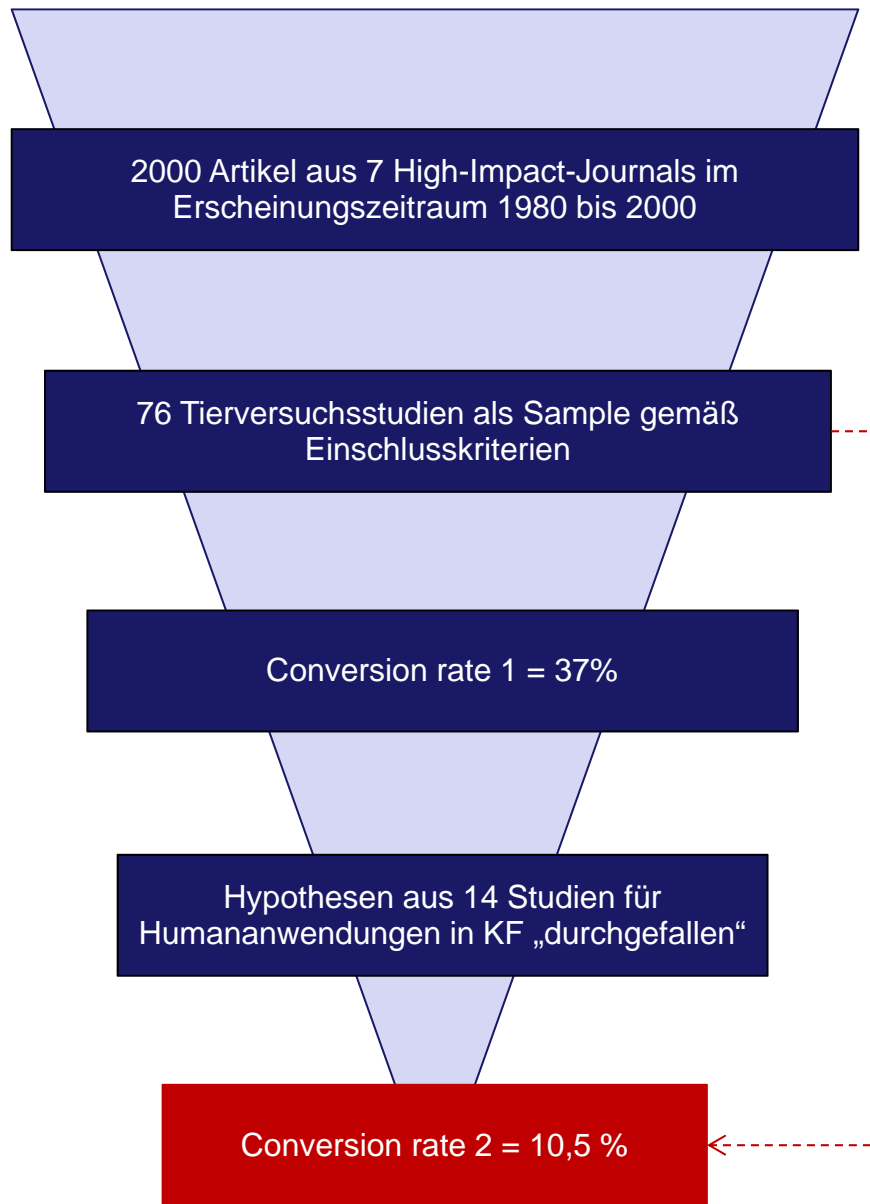 2000 Artikel aus 7 High-Impact-Journals im
Erscheinungszeitraum 1980 bis 2000
76 Tierversuchsstudien als Sample gemäß
Einschlusskriterien
Conversion rate 1 = 37%
Hypothesen aus 14 Studien für
Humananwendungen in KF „durchgefallen“
Conversion rate 2 = 10,5 %